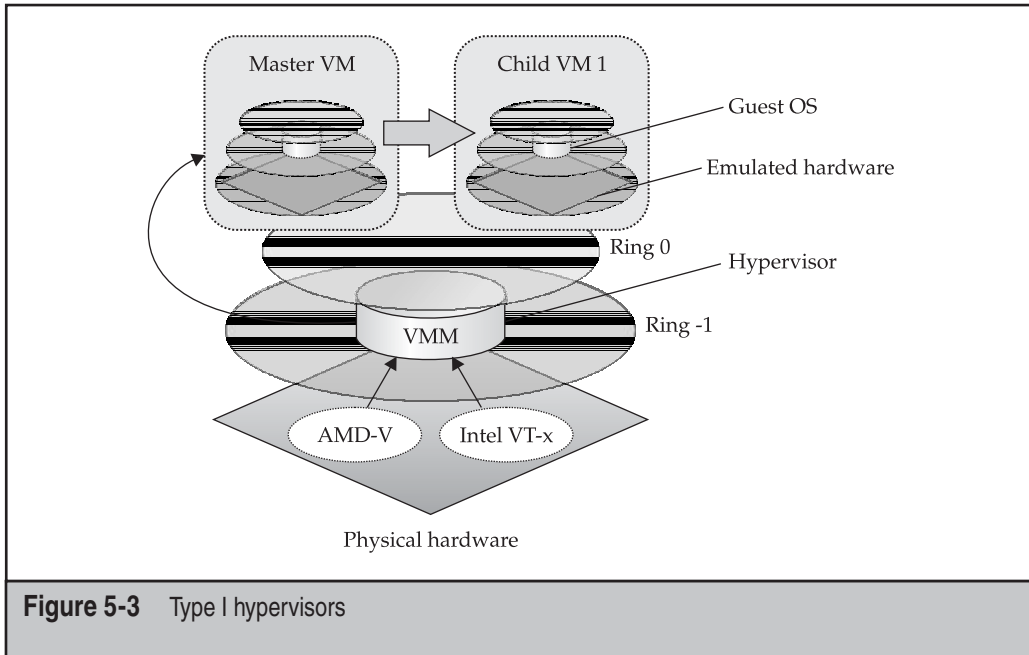 Master VM
Child VM 1
Guest OS
Emulated hardware
Ring 0
Hypervisor
Ring -1
VMM
AMD-V
Intel VT-x
Physical hardware
Figure 5-3 Type I hypervisors